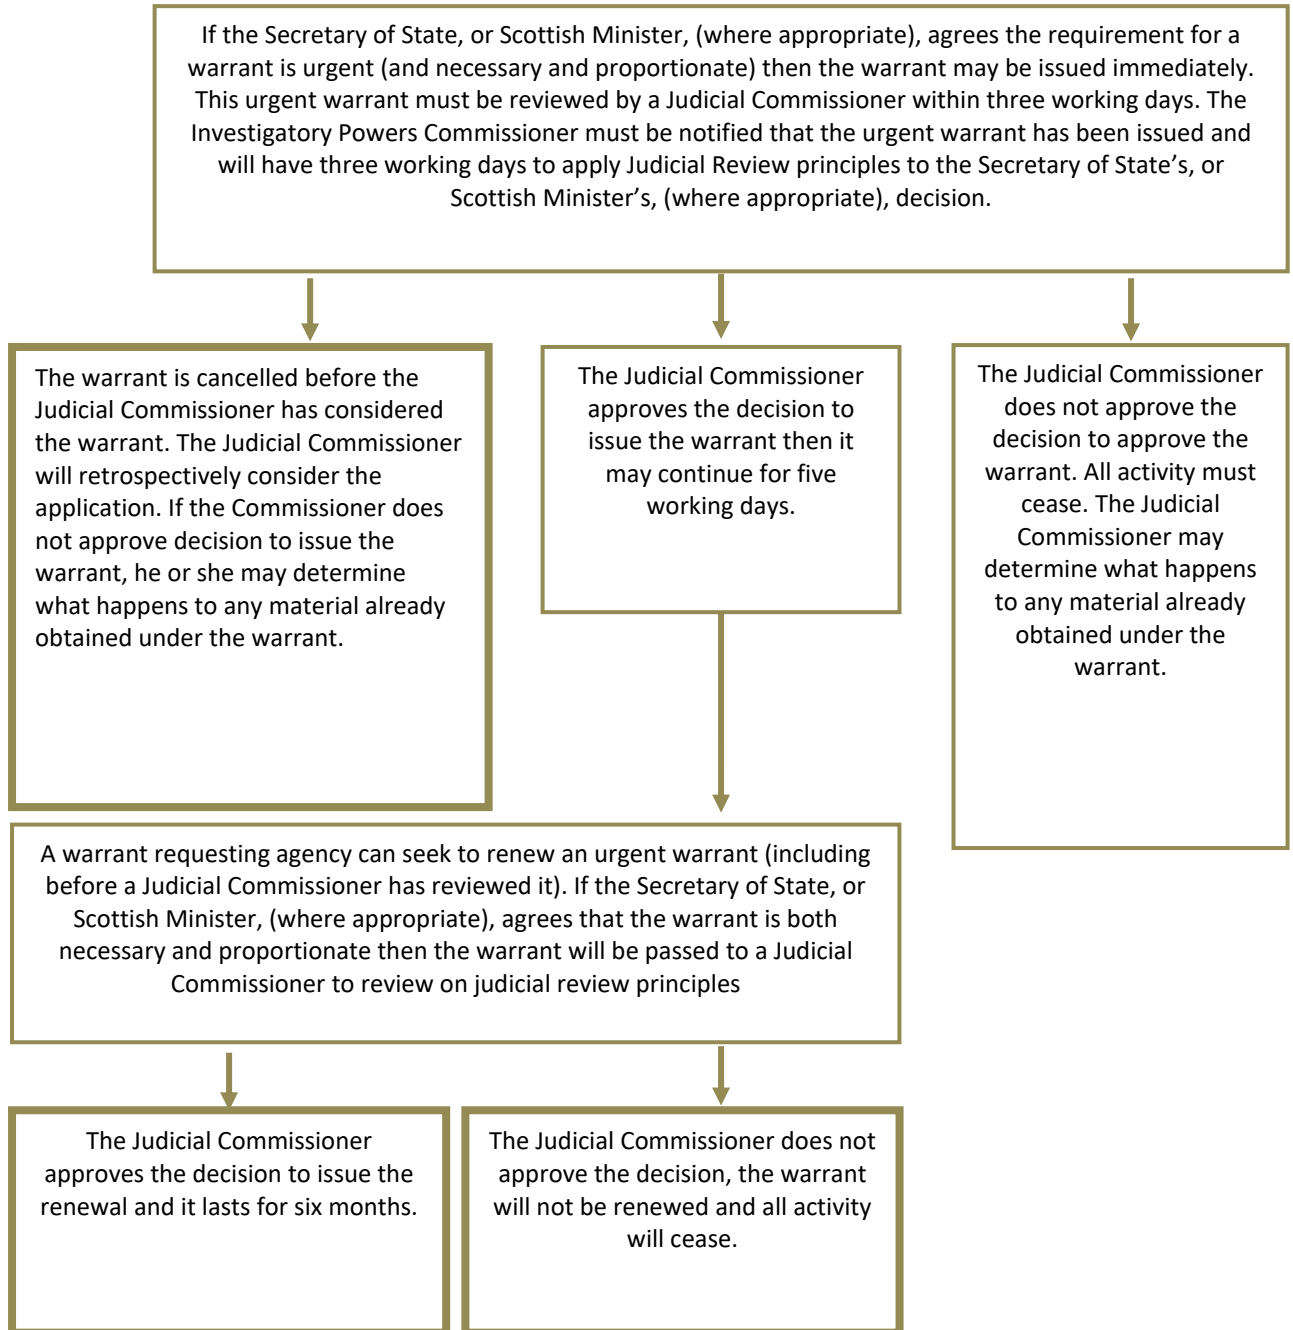 If the Secretary of State, or Scottish Minister, (where appropriate), agrees the requirement for a
warrant is urgent (and necessary and proportionate) then the warrant may be issued immediately.
This urgent warrant must be reviewed by a Judicial Commissioner within three working days. The
Investigatory Powers Commissioner must be notified that the urgent warrant has been issued and
will have three working days to apply Judicial Review principles to the Secretary of State’s, or
Scottish Minister’s, (where appropriate), decision.
The warrant is cancelled before the
Judicial Commissioner has considered
the warrant. The Judicial Commissioner
will retrospectively consider the
application. If the Commissioner does
not approve decision to issue the
warrant, he or she may determine
what happens to any material already
obtained under the warrant.
The Judicial Commissioner
approves the decision to
issue the warrant then it
may continue for five
working days.
The Judicial Commissioner
does not approve the
decision to approve the
warrant. All activity must
cease. The Judicial
Commissioner may
determine what happens
to any material already
obtained under the
warrant.
A warrant requesting agency can seek to renew an urgent warrant (including
before a Judicial Commissioner has reviewed it). If the Secretary of State, or
Scottish Minister, (where appropriate), agrees that the warrant is both
necessary and proportionate then the warrant will be passed to a Judicial
Commissioner to review on judicial review principles
The Judicial Commissioner
approves the decision to issue the
renewal and it lasts for six months.
The Judicial Commissioner does not
approve the decision, the warrant
will not be renewed and all activity
will cease.